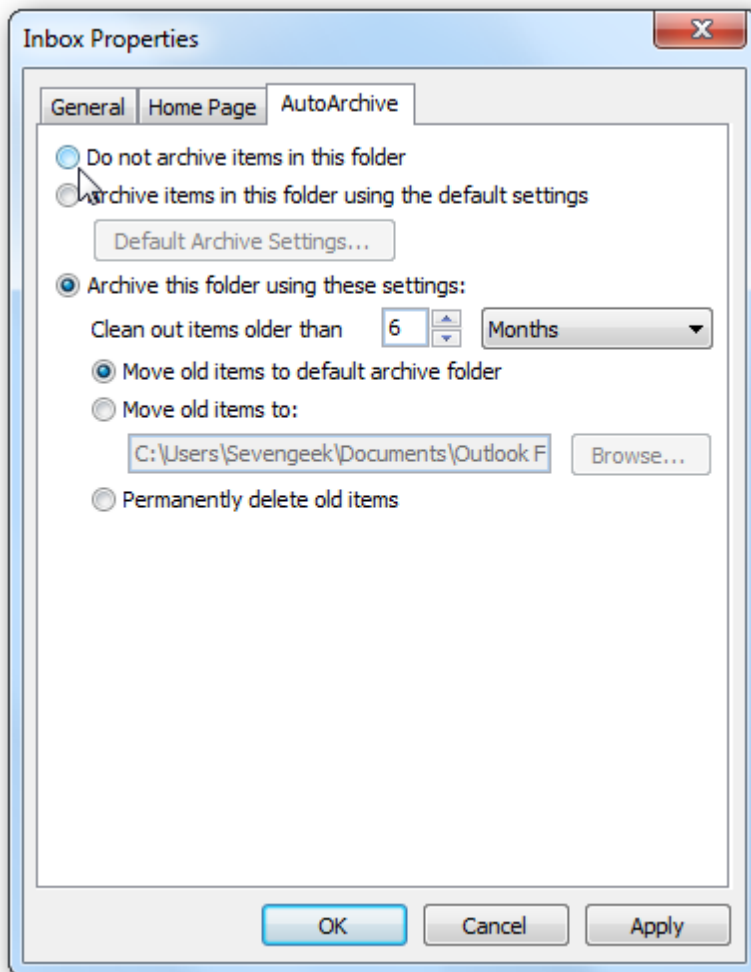 Inbox Properties
General Home Page AutoArchive
Do not archive items in this folder
Archive items in this folder using the default settings
Default Archive Settings...
Archive this folder using these settings:
Clean out items older than 6 Months
Move old items to default archive folder
Move old items to:
C:\Users\Sevengeek\Documents\Outlook F Browse...
Permanently delete old items
OK Cancel Apply